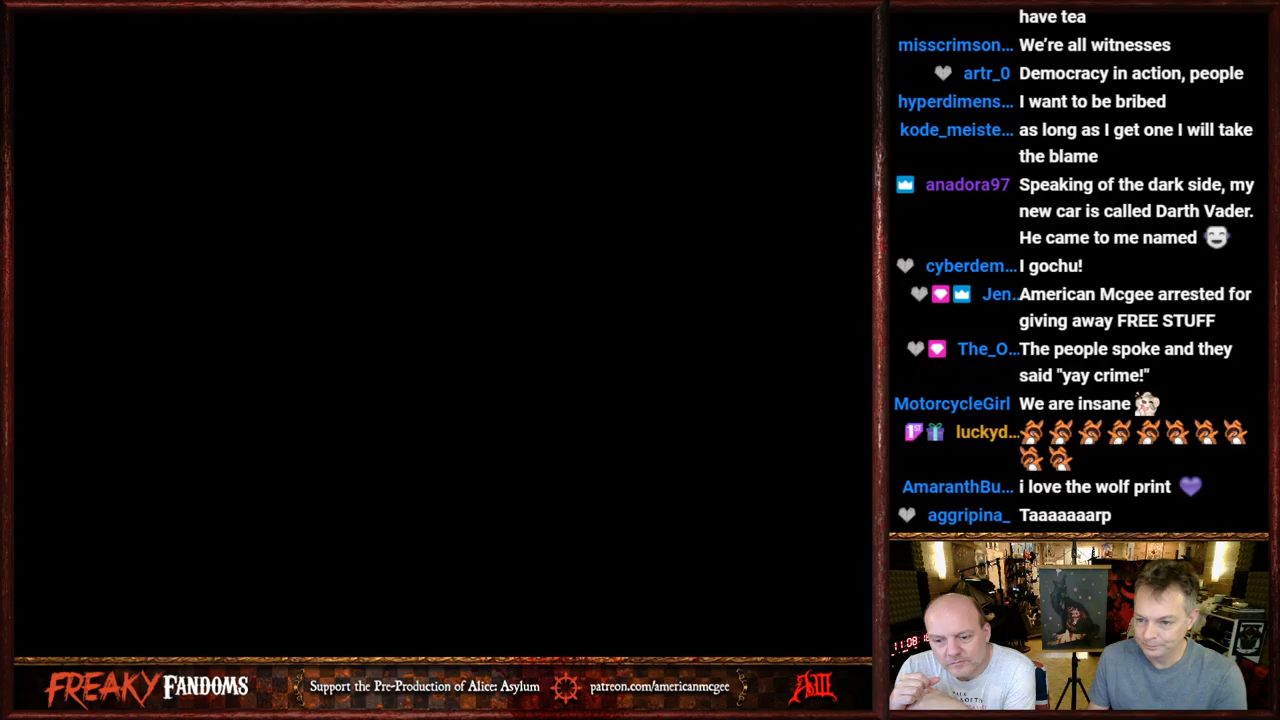 have tea
misscrimson… We’re all witnesses
artr_0 Democracy in action, people
hyperdimens… I want to be bribed
kode_meiste… as long as I get one I will take
the blame
anadora97 Speaking of the dark side, my
new car is called Darth Vader.
He came to me named
cyberdem… I gochu!
Jen… American Mcgee arrested for
giving away FREE STUFF
The_O… The people spoke and they
said "yay crime!"
MotorcycleGirl We are insane
1ST luckyd…
AmaranthBu… i love the wolf print
aggripina_ Taaaaaaarp
FREAKY FANDOMS
Support the Pre-Production of Alice: Asylum
patreon.com/americanmcgee